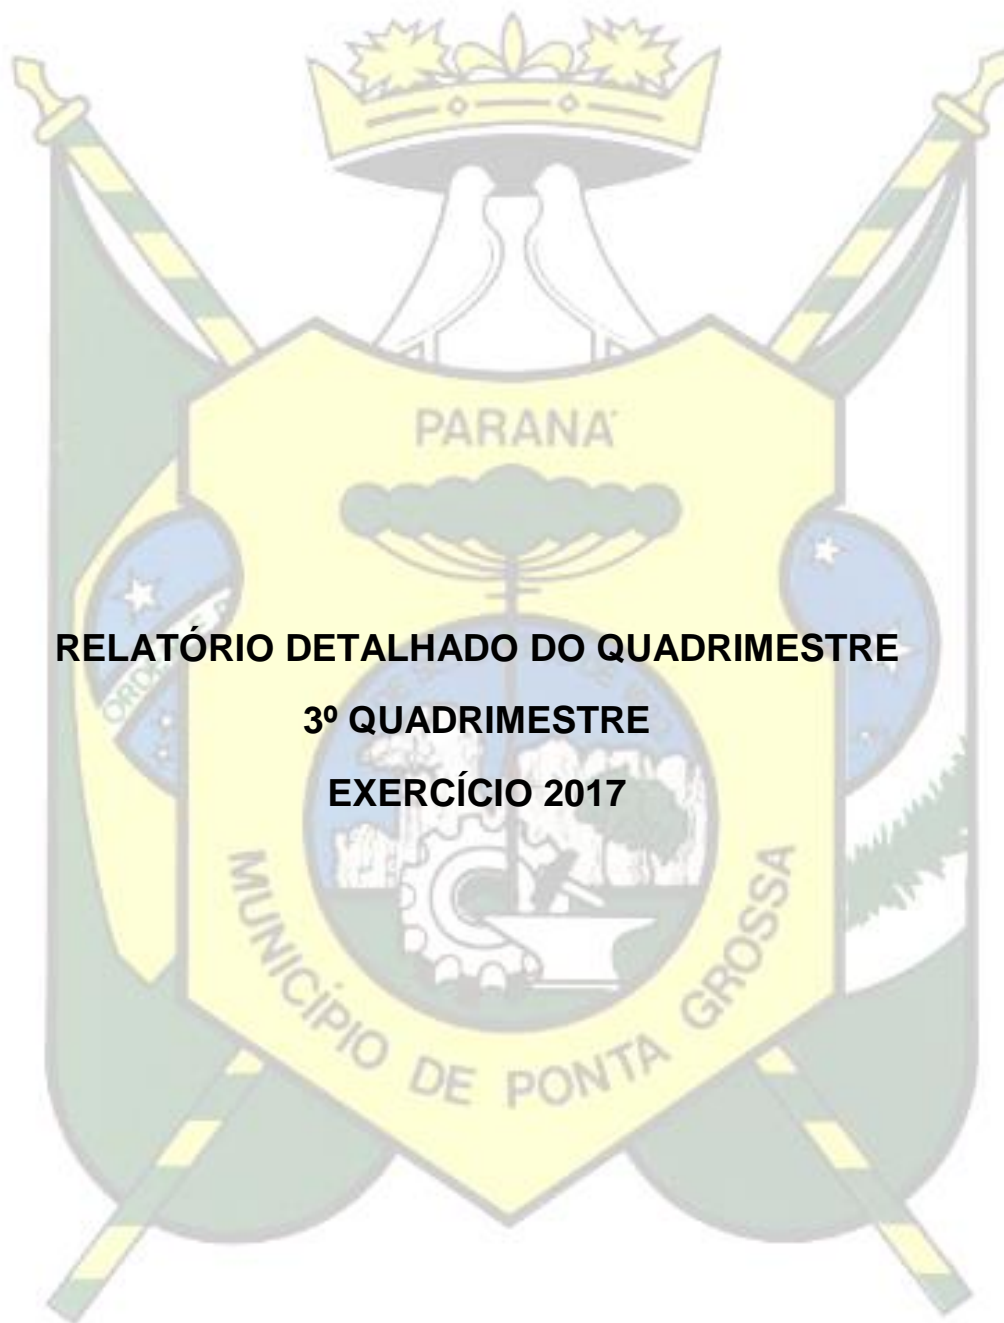 PARANÁ
RELATÓRIO DETALHADO DO QUADRIMESTRE
3º QUADRIMESTRE
EXERCÍCIO 2017
MUNICÍPIO DE PONTA GROSSA